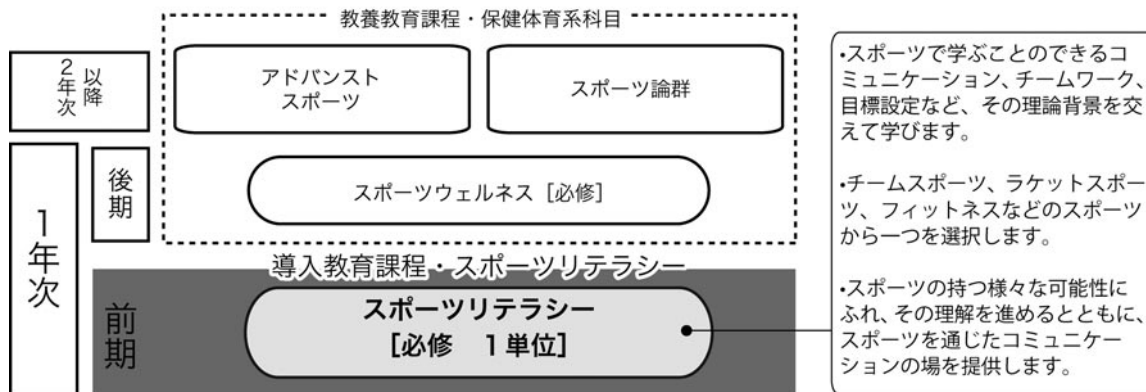 教養教育課程・保健体育系科目
2年次
以降
アドバンスト
スポーツ
スポーツ論群
1年次
後期
スポーツウェルネス［必修］
導入教育課程・スポーツリテラシー
前期
スポーツリテラシー
［必修　１単位］
•スポーツで学ぶことのできるコ
ミュニケーション、チームワーク、
目標設定など、その理論背景を交
えて学びます。
•チームスポーツ、ラケットスポー
ツ、フィットネスなどのスポーツ
から一つを選択します。
•スポーツの持つ様々な可能性に
ふれ、その理解を進めるとともに、
スポーツを通じたコミュニケー
ションの場を提供します。